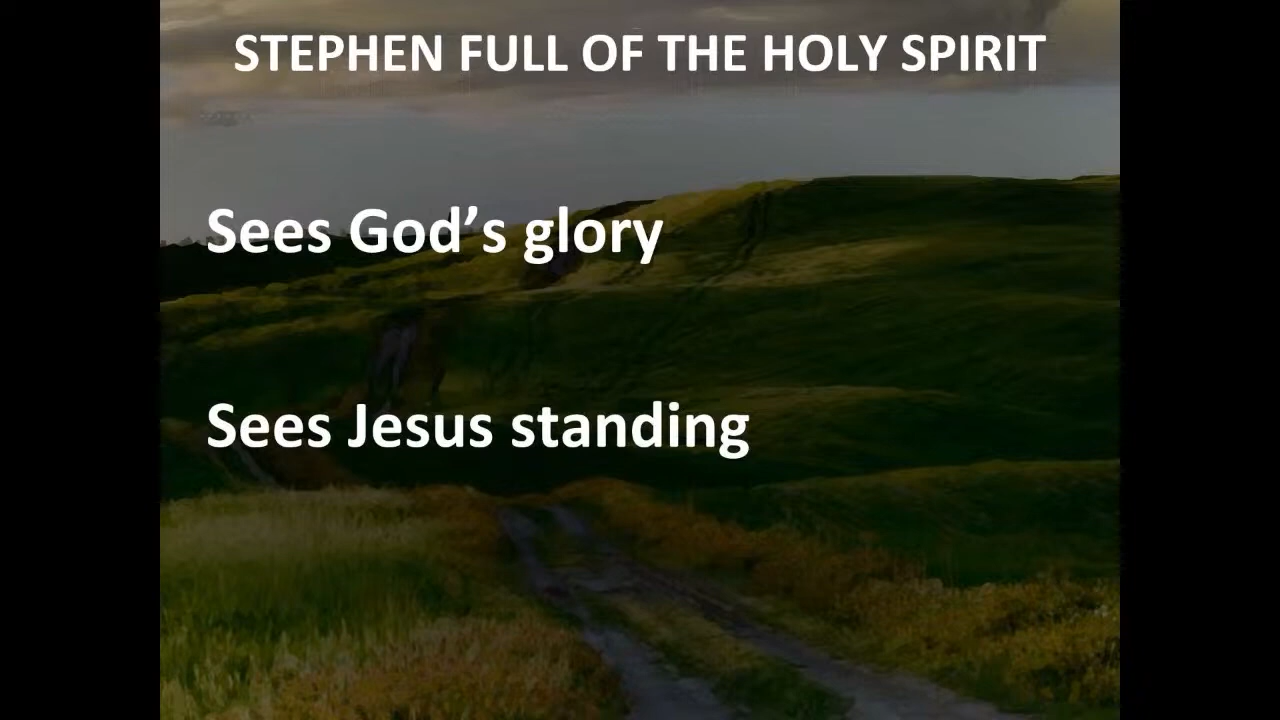 STEPHEN FULL OF THE HOLY SPIRIT
Sees God’s glory
Sees Jesus standing